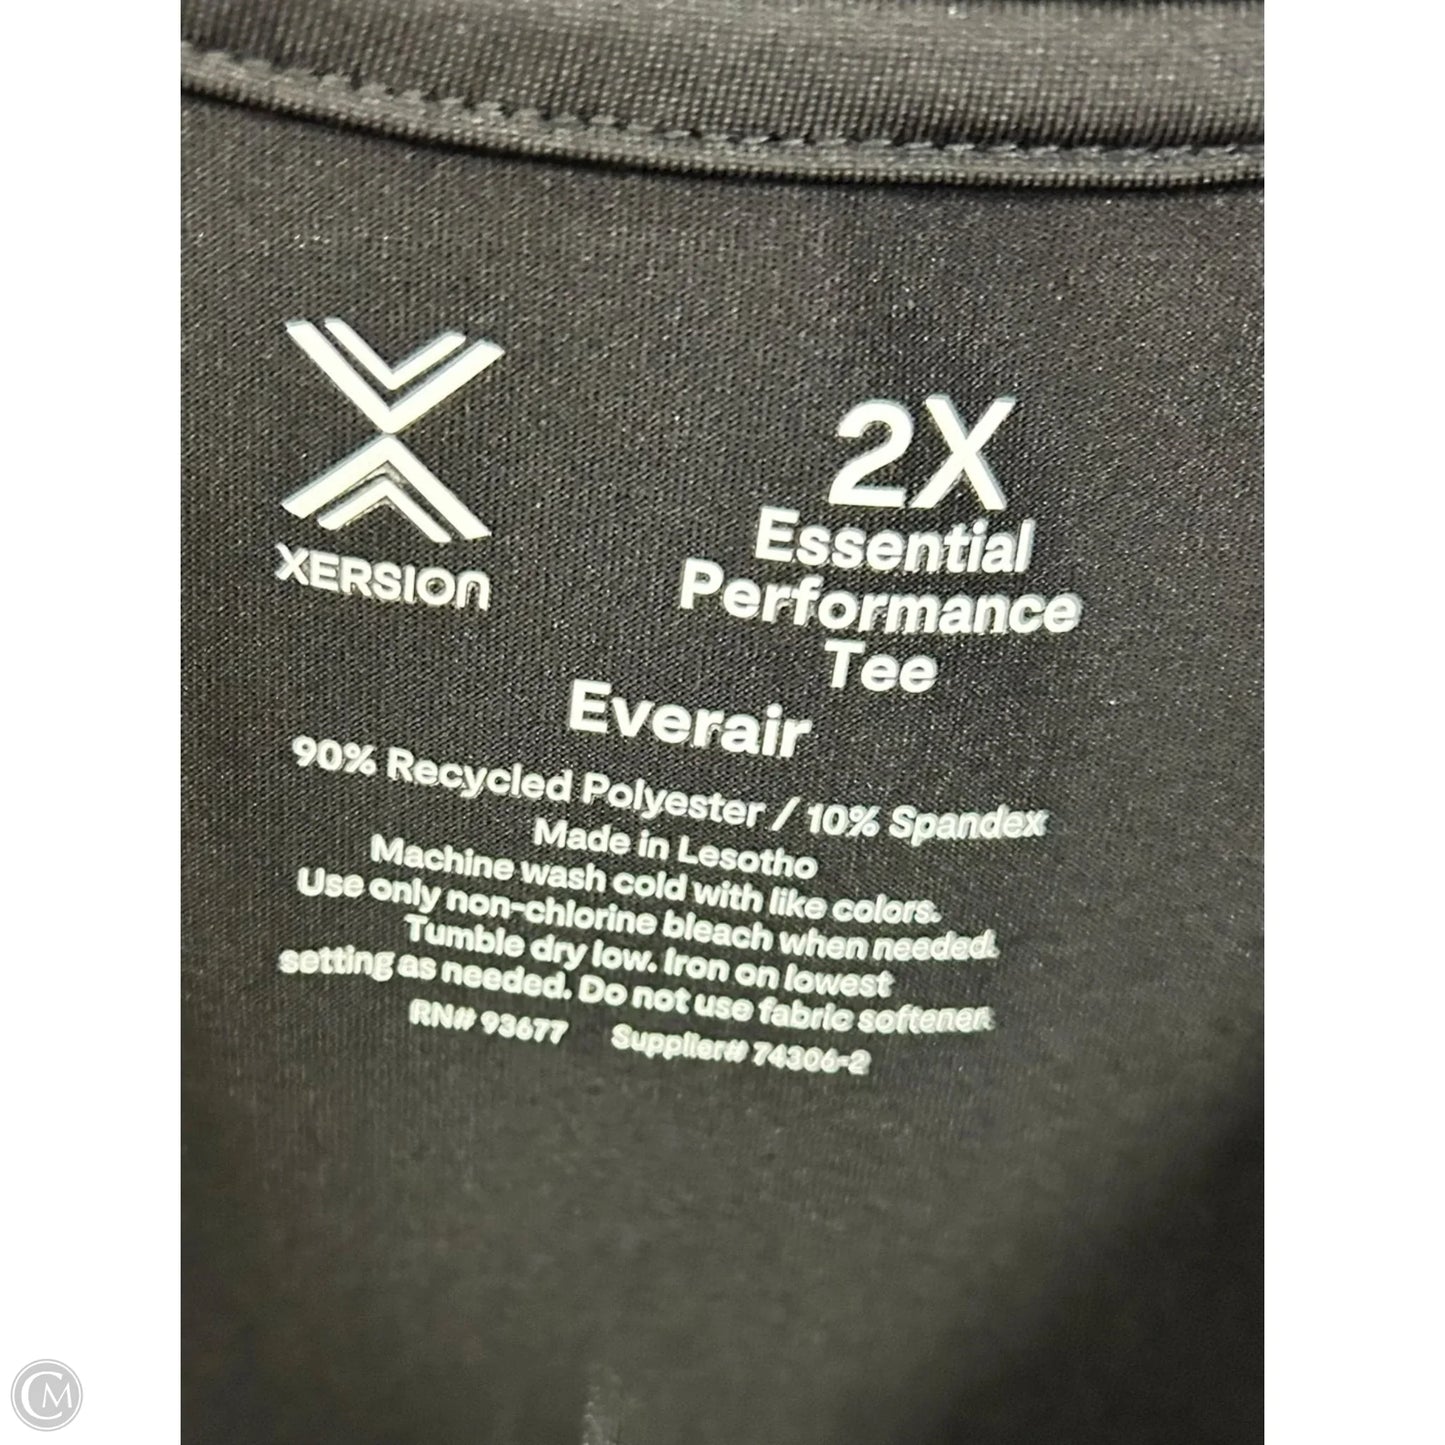 XERSION
2X
Essential
Performance
Tee
Everair
90% Recycled Polyester / 10% Spandex
Made in Lesotho
Machine wash cold with like colors.
Use only non-chlorine bleach when needed.
Tumble dry low. Iron on lowest
setting as needed. Do not use fabric softener.
RN# 93677 Supplier# 74306-2
CM